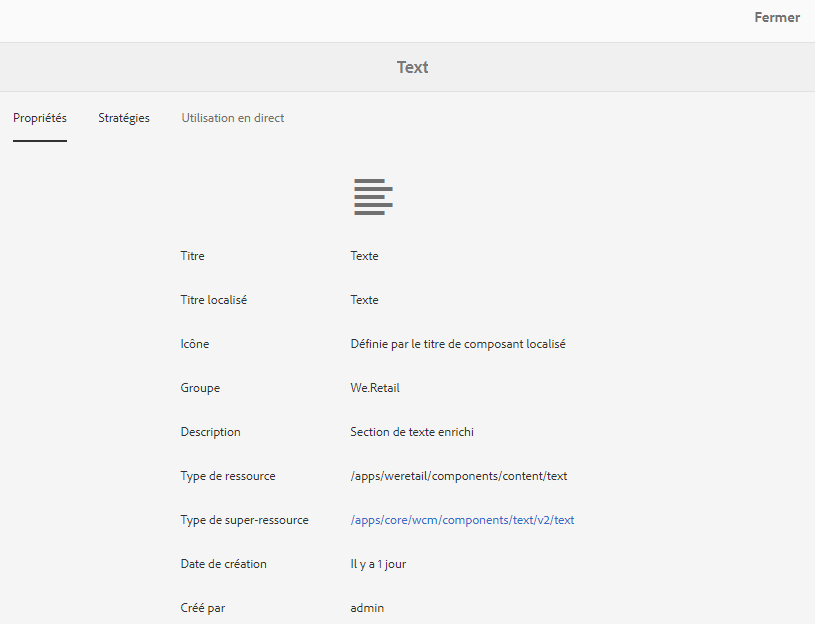 Fermer
Text
Propriétés Stratégies Utilisation en direct
Titre Texte
Titre localisé Texte
Icône Définie par le titre de composant localisé
Groupe We.Retail
Description Section de texte enrichi
Type de ressource /apps/weretail/components/content/text
Type de super-ressource /apps/core/wcm/components/text/v2/text
Date de création Il y a 1 jour
Créé par admin